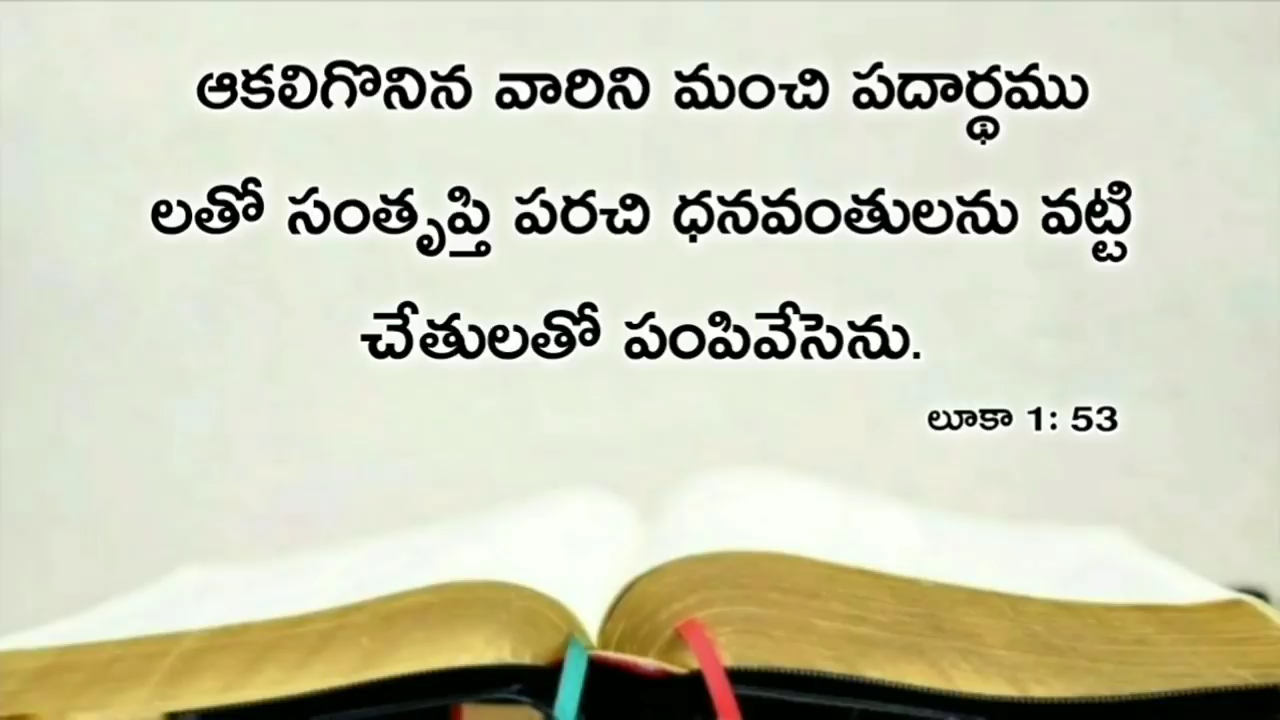 ఆకలిగొనిన వారిని మంచి పదార్థము
లతో సంతృప్తి పరచి ధనవంతులను వట్టి
చేతులతో పంపివేసెను.
లూకా 1: 53